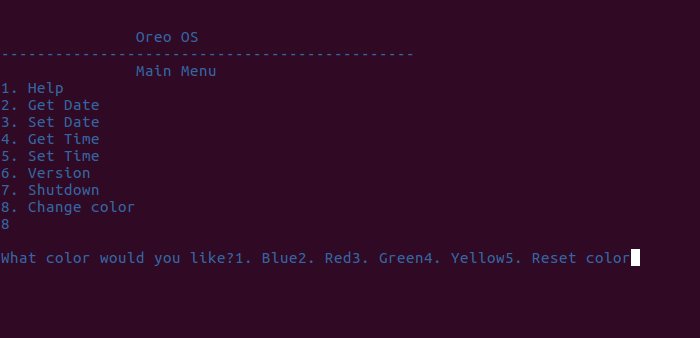 Oreo OS
----------------------------------------------
Main Menu
1. Help
2. Get Date
3. Set Date
4. Get Time
5. Set Time
6. Version
7. Shutdown
8. Change color
8
What color would you like?1. Blue2. Red3. Green4. Yellow5. Reset color